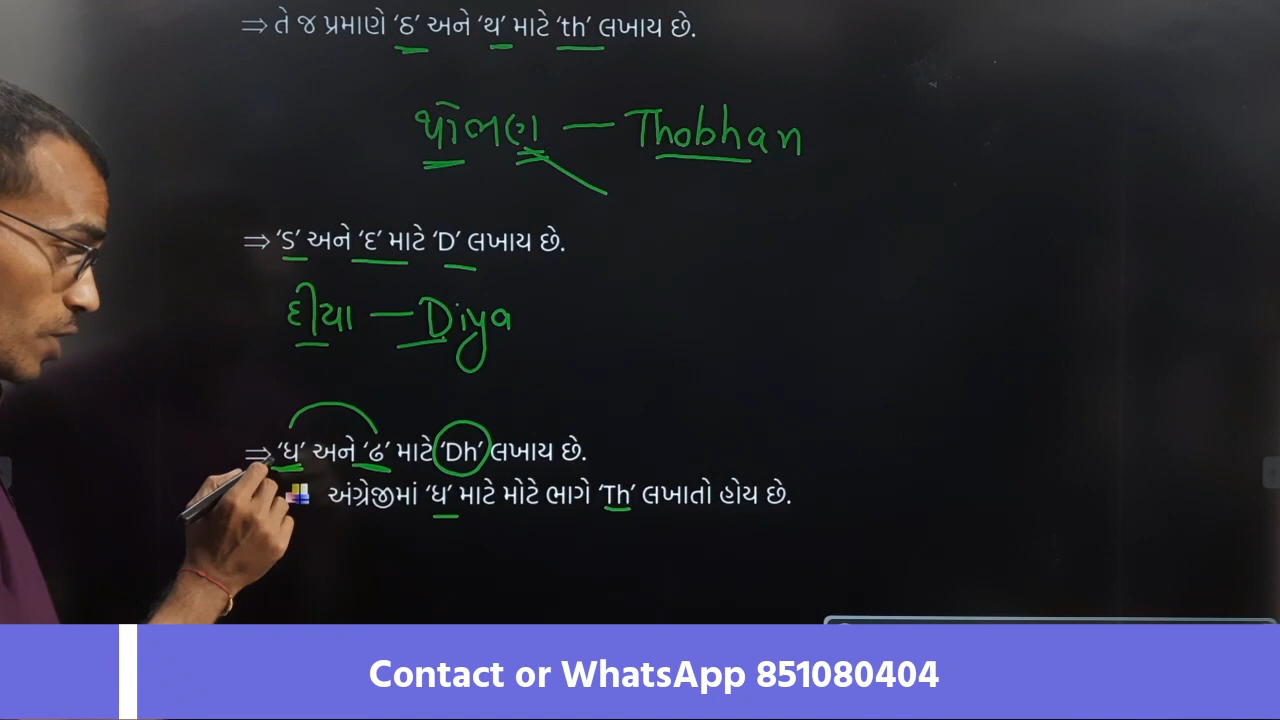 ⇒ તે જ પ્રમાણે ‘ઠ’ અને ‘થ’ માટે ‘th’ લખાય છે.
થોભણ — Thobhan
⇒ ‘ડ’ અને ‘દ’ માટે ‘D’ લખાય છે.
દીયા — Diya
⇒ ‘ધ’ અને ‘ઢ’ માટે ‘Dh’ લખાય છે.
અંગ્રેજીમાં ‘ધ’ માટે મોટે ભાગે ‘Th’ લખાતો હોય છે.
Contact or WhatsApp 851080404